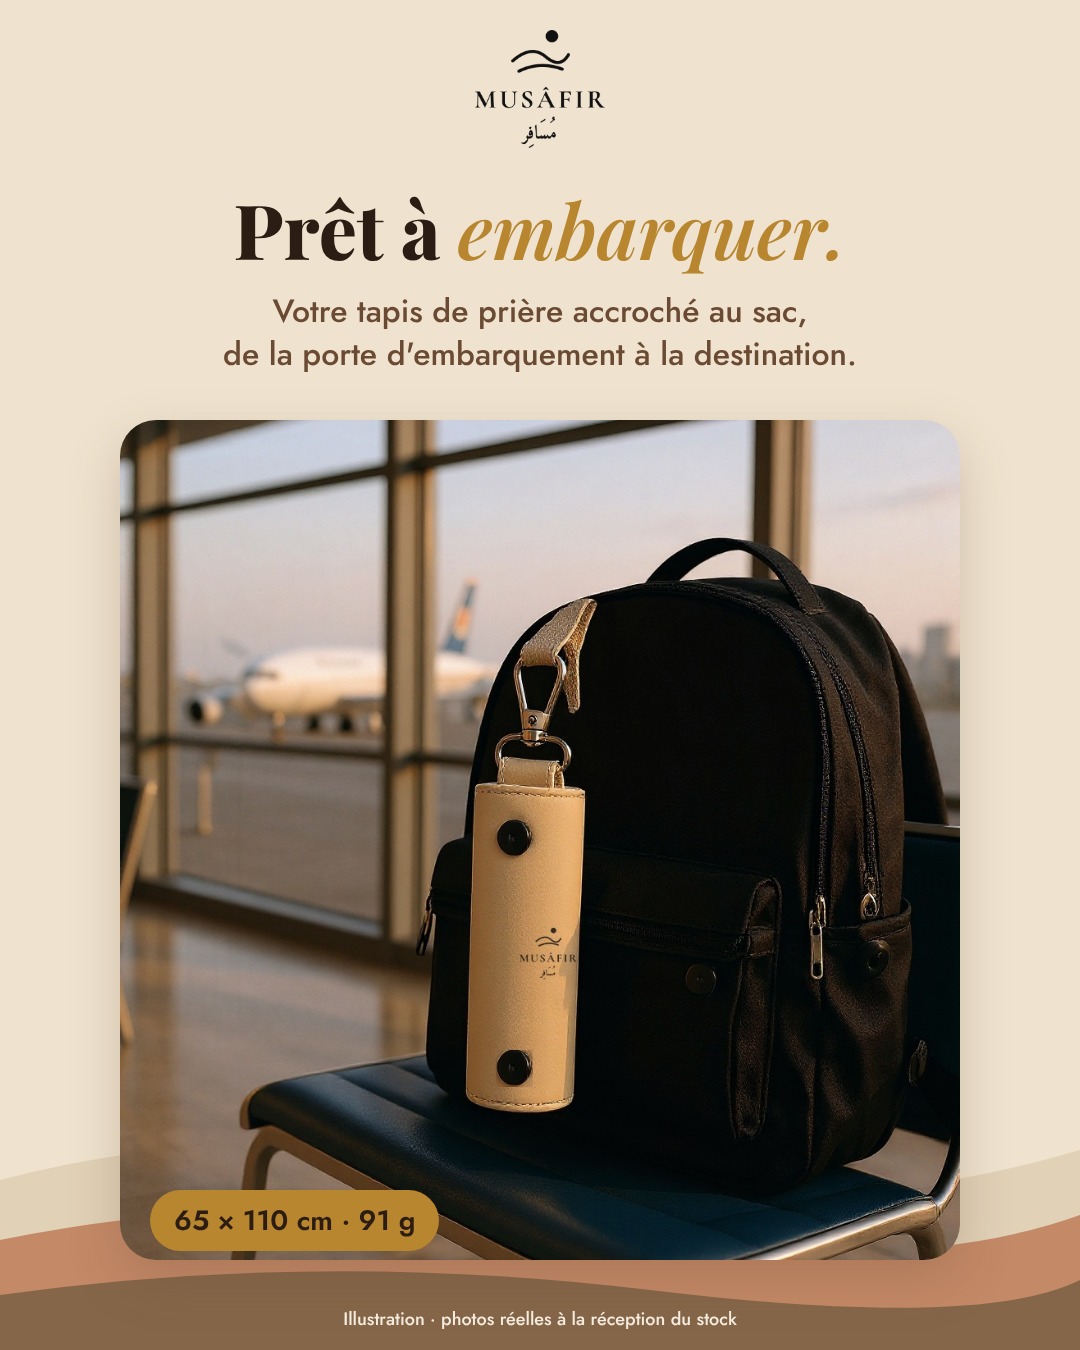 MUSÂFIR
مُسَافِر
Prêt à embarquer.
Votre tapis de prière accroché au sac,
de la porte d'embarquement à la destination.
MUSÂFIR
مُسَافِر
65 × 110 cm · 91 g
Illustration · photos réelles à la réception du stock